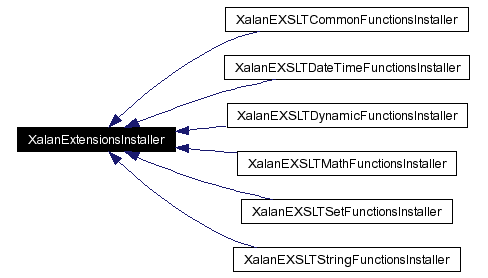 XalanEXSLTCommonFunctionsInstaller
XalanEXSLTDateTimeFunctionsInstaller
XalanEXSLTDynamicFunctionsInstaller
XalanExtensionsInstaller
XalanEXSLTMathFunctionsInstaller
XalanEXSLTSetFunctionsInstaller
XalanEXSLTStringFunctionsInstaller